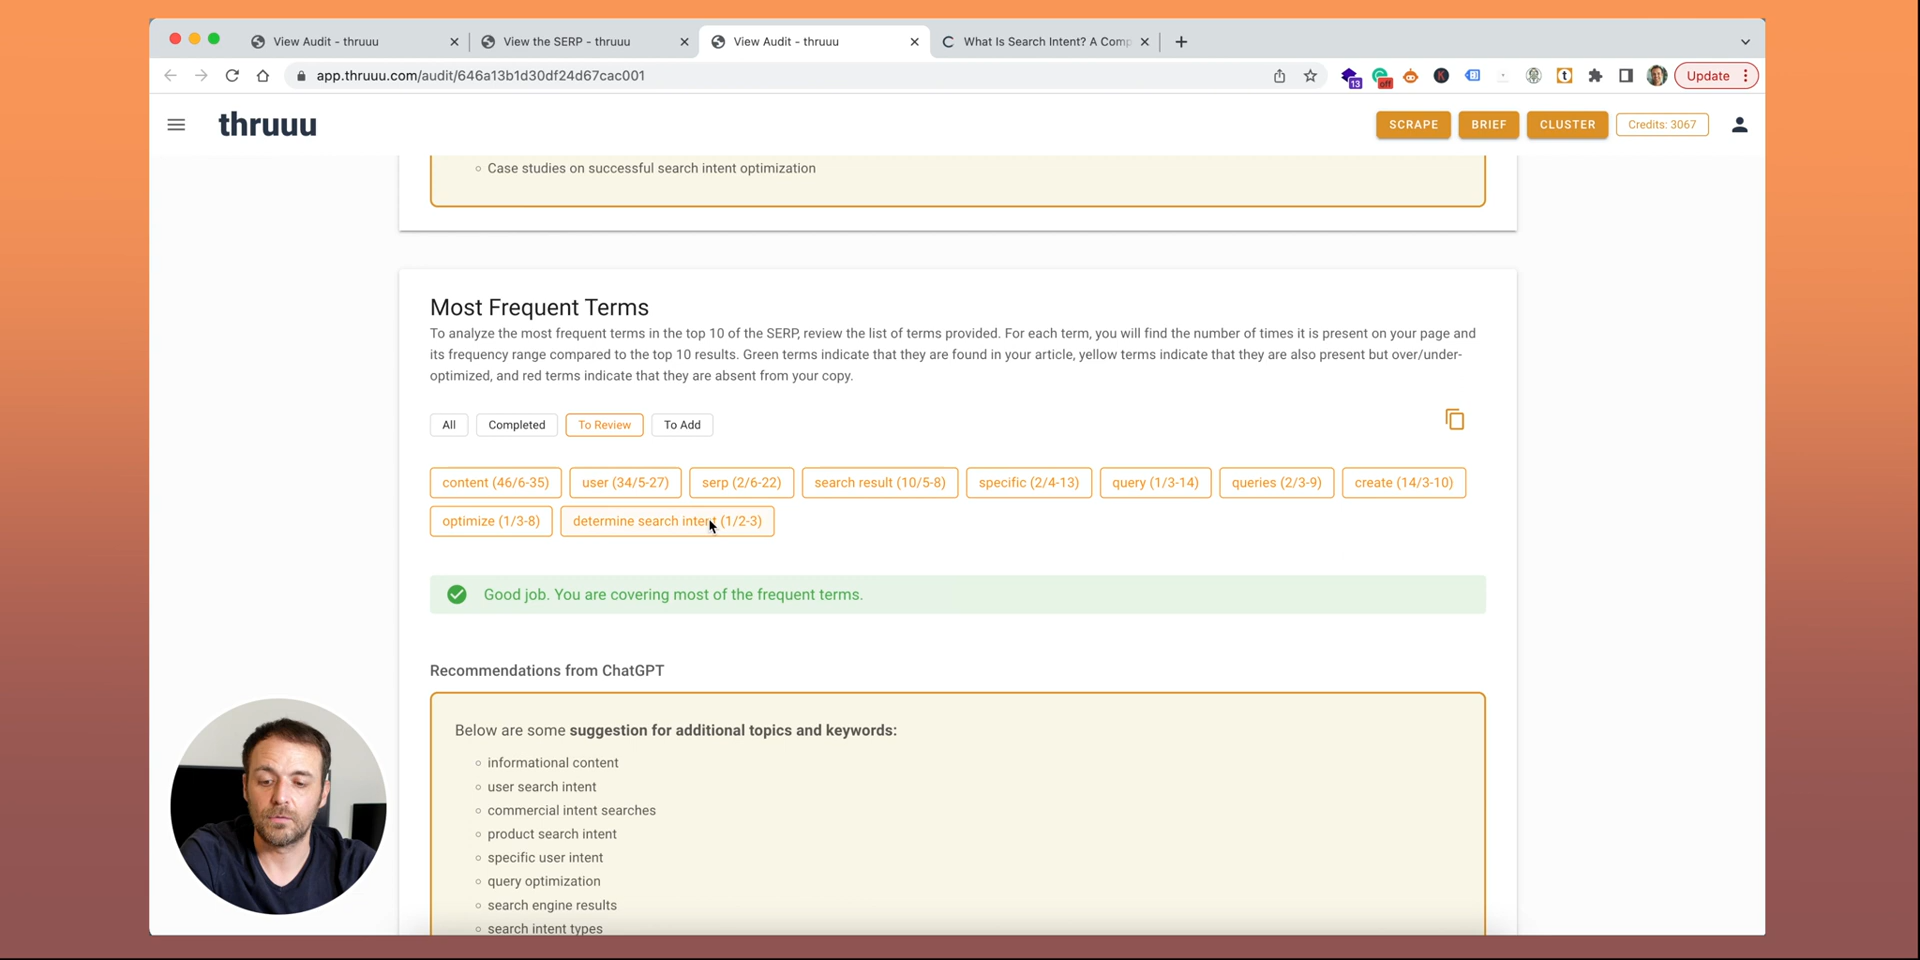 View Audit - thruuu
View the SERP - thruuu
View Audit - thruuu
What Is Search Intent? A Comp
app.thruuu.com/audit/646a13b1d30df24d67cac001
13
off
Update
thruuu
SCRAPE
BRIEF
CLUSTER
Credits: 3067
Case studies on successful search intent optimization
Most Frequent Terms
To analyze the most frequent terms in the top 10 of the SERP, review the list of terms provided. For each term, you will find the number of times it is present on your page and
its frequency range compared to the top 10 results. Green terms indicate that they are found in your article, yellow terms indicate that they are also present but over/under-
optimized, and red terms indicate that they are absent from your copy.
All
Completed
To Review
To Add
content (46/6-35)
user (34/5-27)
serp (2/6-22)
search result (10/5-8)
specific (2/4-13)
query (1/3-14)
queries (2/3-9)
create (14/3-10)
optimize (1/3-8)
determine search intent (1/2-3)
Good job. You are covering most of the frequent terms.
Recommendations from ChatGPT
Below are some suggestion for additional topics and keywords:
informational content
user search intent
commercial intent searches
product search intent
specific user intent
query optimization
search engine results
search intent types